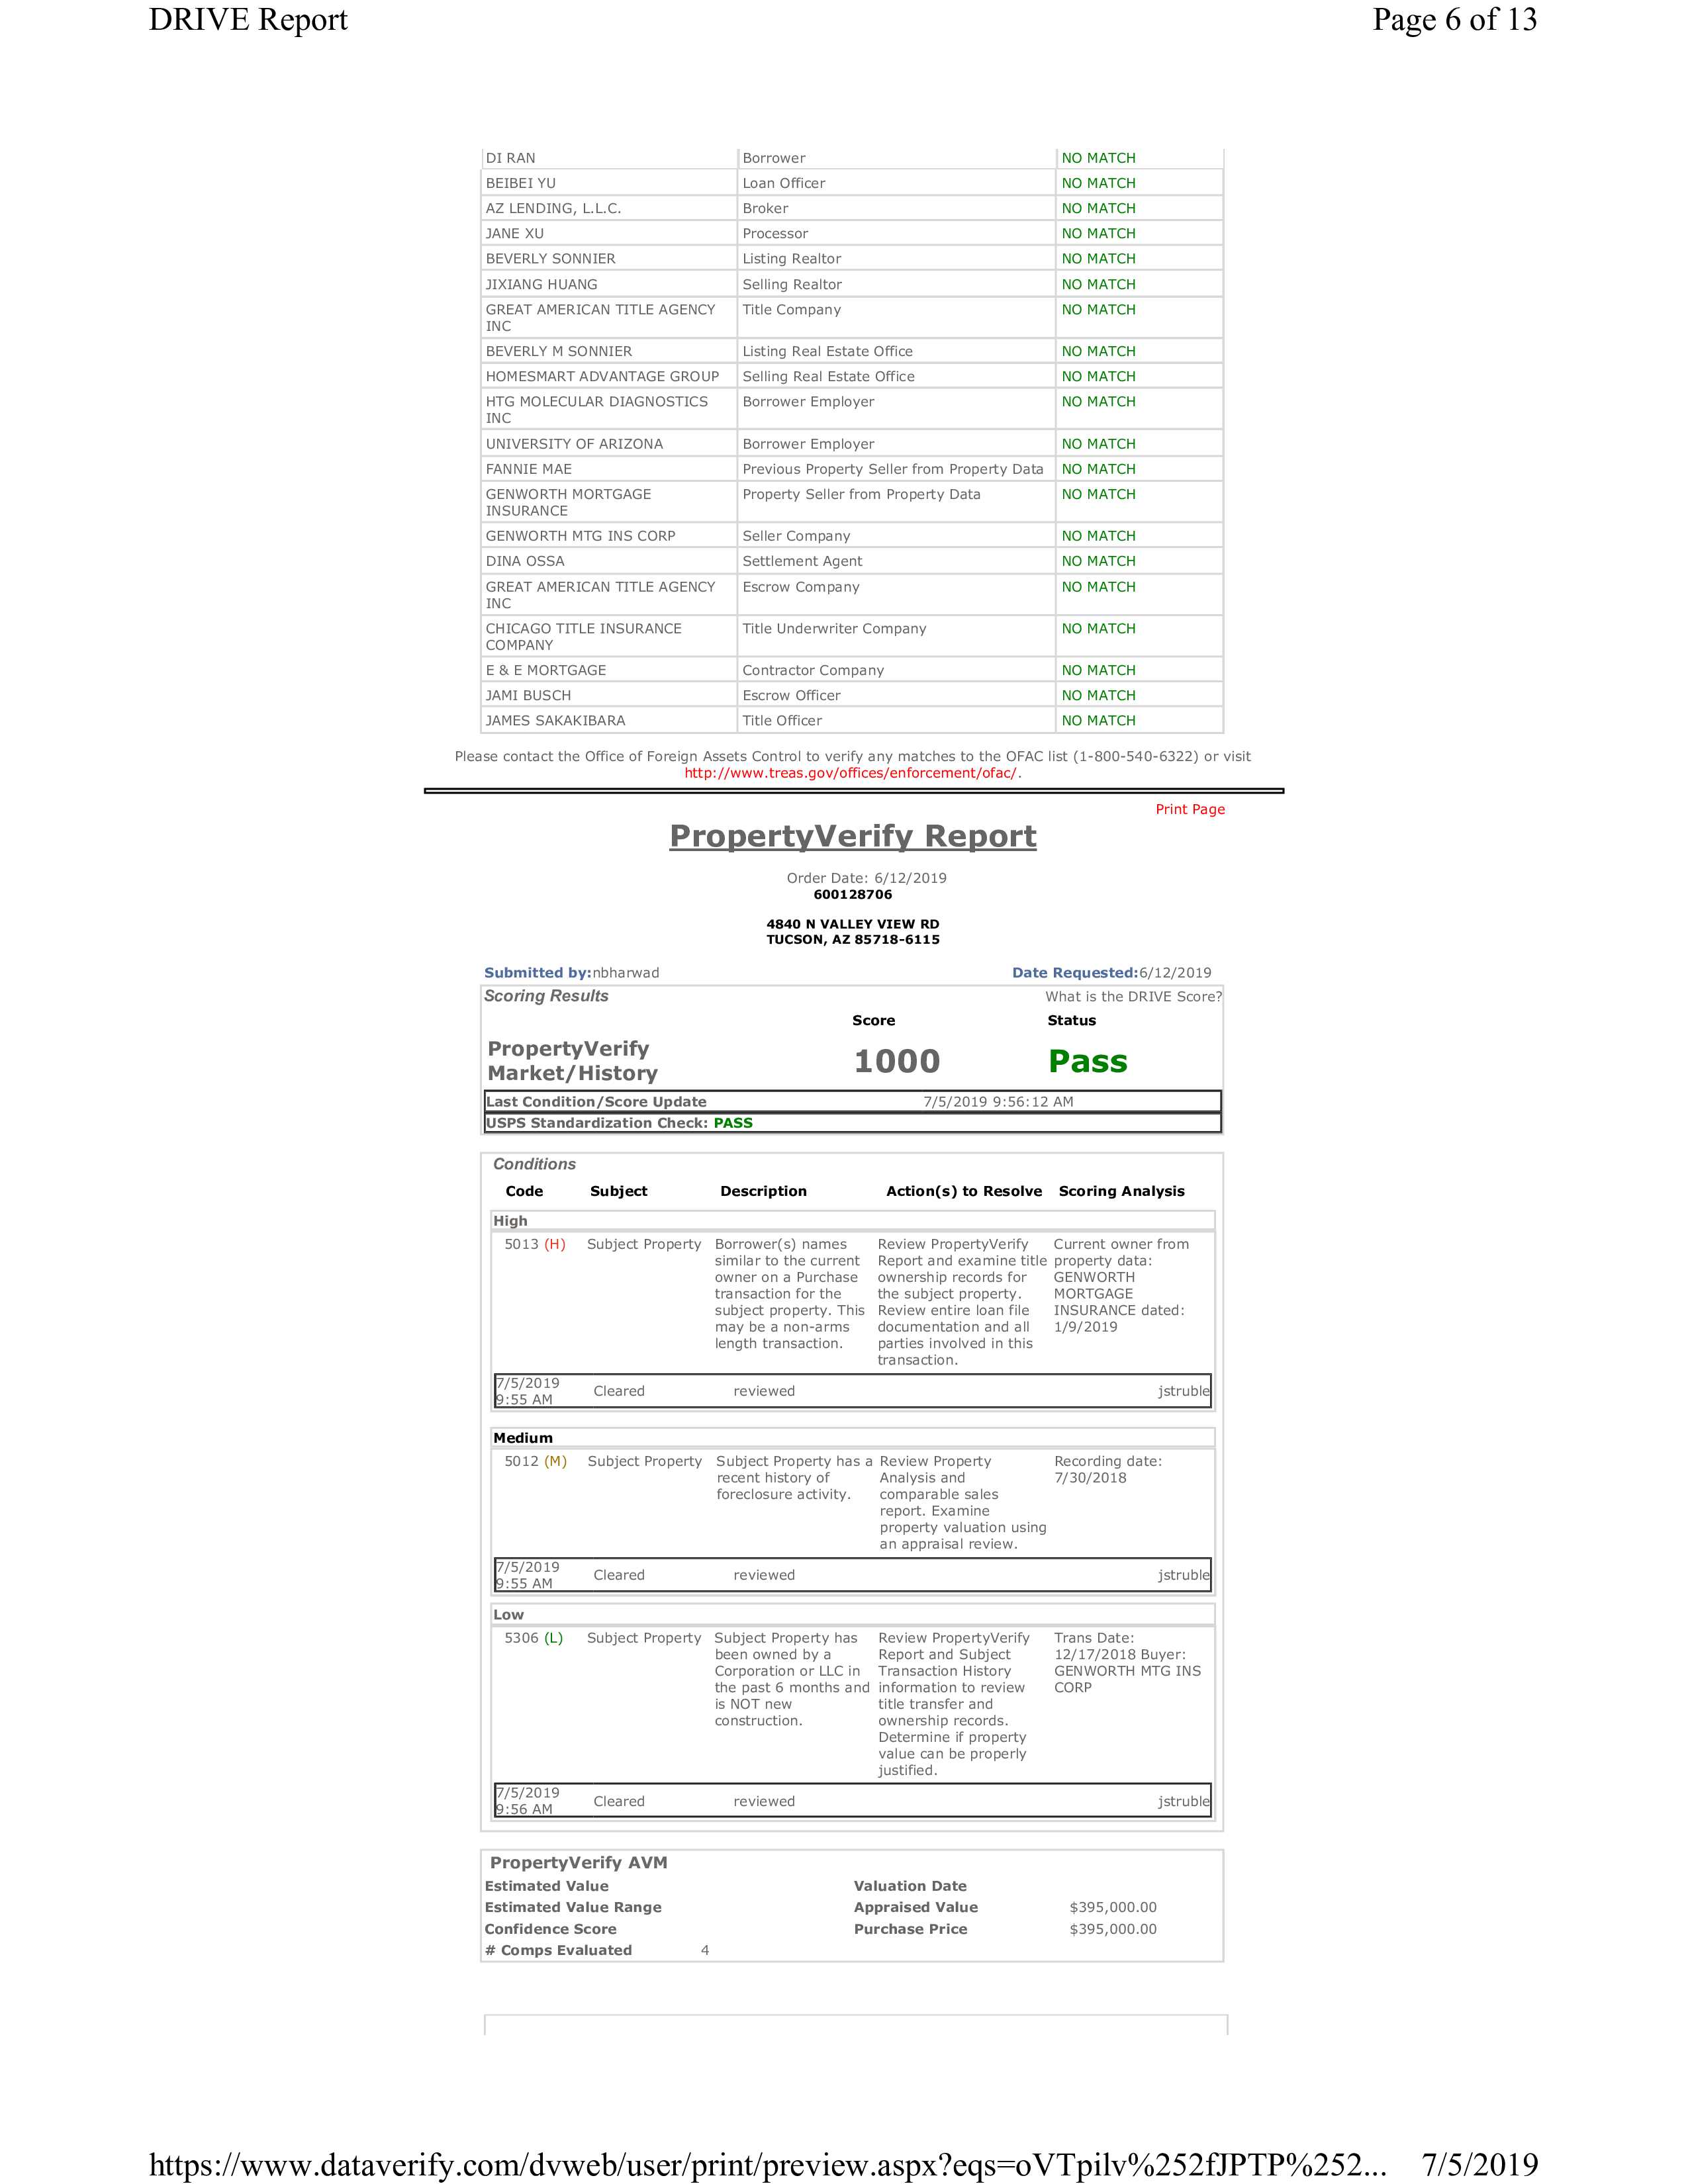 DRIVE Report Page 6 of 13
DI RAN Borrower NO MATCH
BEIBEI YU Loan Officer NO MATCH
AZ LENDING, L.L.C. Broker NO MATCH
JANE XU Processor NO MATCH
BEVERLY SONNIER Listing Realtor NO MATCH
JIXIANG HUANG Selling Realtor NO MATCH
GREAT AMERICAN TITLE AGENCY Title Company NO MATCH
INC
BEVERLY M SONNIER Listing Real Estate Office NO MATCH
HOMESMART ADVANTAGE GROUP Selling Real Estate Office NO MATCH
HTG MOLECULAR DIAGNOSTICS Borrower Employer NO MATCH
INC
UNIVERSITY OF ARIZONA Borrower Employer NO MATCH
FANNIE MAE Previous Property Seller from Property Data NO MATCH
GENWORTH MORTGAGE Property Seller from Property Data NO MATCH
INSURANCE
GENWORTH MTG INS CORP Seller Company NO MATCH
DINA OSSA Settlement Agent NO MATCH
GREAT AMERICAN TITLE AGENCY Escrow Company NO MATCH
INC
CHICAGO TITLE INSURANCE Title Underwriter Company NO MATCH
COMPANY
E & E MORTGAGE Contractor Company NO MATCH
JAMI BUSCH Escrow Officer NO MATCH
JAMES SAKAKIBARA Title Officer NO MATCH
Please contact the Office of Foreign Assets Control to verify any matches to the OFAC list (1-800-540-6322) or visit
http://www.treas.gov/offices/enforcement/ofac/.
Print Page
PropertyVerify Report
Order Date: 6/12/2019
600128706
4840 N VALLEY VIEW RD
TUCSON, AZ 85718-6115
Submitted by:nbharwad Date Requested:6/12/2019
Scoring Results What is the DRIVE Score?
Score Status
PropertyVerify
Market/History 1000 Pass
Last Condition/Score Update 7/5/2019 9:56:12 AM
USPS Standardization Check: PASS
Conditions
Code Subject Description Action(s) to Resolve Scoring Analysis
High
5013 (H) Subject Property Borrower(s) names Review PropertyVerify Current owner from
similar to the current Report and examine title property data:
owner on a Purchase ownership records for GENWORTH
transaction for the the subject property. MORTGAGE
subject property. This Review entire loan file INSURANCE dated:
may be a non-arms documentation and all 1/9/2019
length transaction. parties involved in this
transaction.
7/5/2019
9:55 AM Cleared reviewed jstruble
Medium
5012 (M) Subject Property Subject Property has a Review Property Recording date:
recent history of Analysis and 7/30/2018
foreclosure activity. comparable sales
report. Examine
property valuation using
an appraisal review.
7/5/2019
9:55 AM Cleared reviewed jstruble
Low
5306 (L) Subject Property Subject Property has Review PropertyVerify Trans Date:
been owned by a Report and Subject 12/17/2018 Buyer:
Corporation or LLC in Transaction History GENWORTH MTG INS
the past 6 months and information to review CORP
is NOT new title transfer and
construction. ownership records.
Determine if property
value can be properly
justified.
7/5/2019
9:56 AM Cleared reviewed jstruble
PropertyVerify AVM
Estimated Value Valuation Date
Estimated Value Range Appraised Value $395,000.00
Confidence Score Purchase Price $395,000.00
# Comps Evaluated 4
https://www.dataverify.com/dvweb/user/print/preview.aspx?eqs=oVTpilv%252fJPTP%252... 7/5/2019